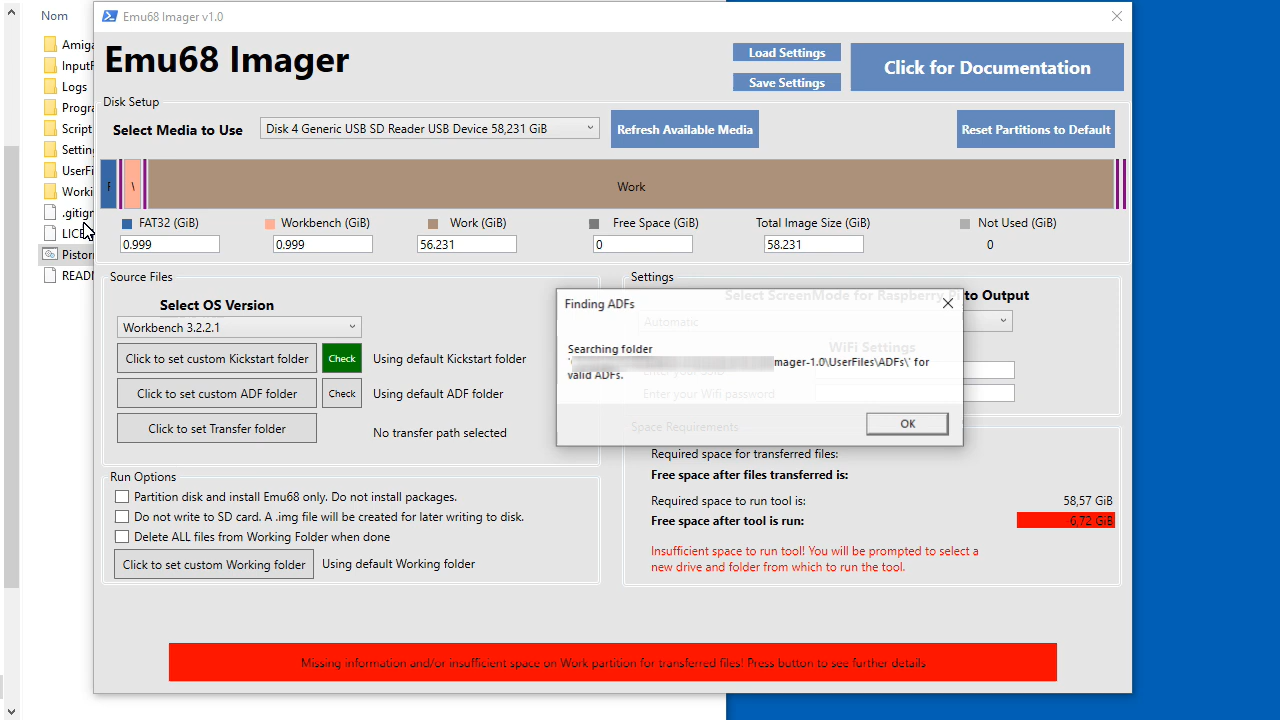 Nom
Emu68 Imager v1.0
Amiga
InputF
Logs
Progra
Script
Settin
UserFi
Worki
.gitigr
LICE
Pistor
READI
Emu68 Imager
Load Settings
Save Settings
Click for Documentation
Disk Setup
Select Media to Use
Disk 4 Generic USB SD Reader USB Device 58,231 GiB
Refresh Available Media
Reset Partitions to Default
Work
FAT32 (GiB)
Workbench (GiB)
Work (GiB)
Free Space (GiB)
Total Image Size (GiB)
Not Used (GiB)
0.999
0.999
56.231
0
58.231
0
Source Files
Select OS Version
Workbench 3.2.2.1
Click to set custom Kickstart folder
Check
Using default Kickstart folder
Click to set custom ADF folder
Check
Using default ADF folder
Click to set Transfer folder
No transfer path selected
Settings
Select ScreenMode for Raspberry Pi to Output
Automatic
WiFi Settings
Enter your Wifi password
Finding ADFs
Searching folder
mager-1.0\UserFiles\ADFs\' for
valid ADFs.
OK
Space Requirements
Required space for transferred files:
Free space after files transferred is:
Required space to run tool is:
58,57 GiB
Free space after tool is run:
6,72 GiB
Insufficient space to run tool! You will be prompted to select a
new drive and folder from which to run the tool.
Run Options
Partition disk and install Emu68 only. Do not install packages.
Do not write to SD card. A .img file will be created for later writing to disk.
Delete ALL files from Working Folder when done
Click to set custom Working folder
Using default Working folder
Missing information and/or insufficient space on Work partition for transferred files! Press button to see further details